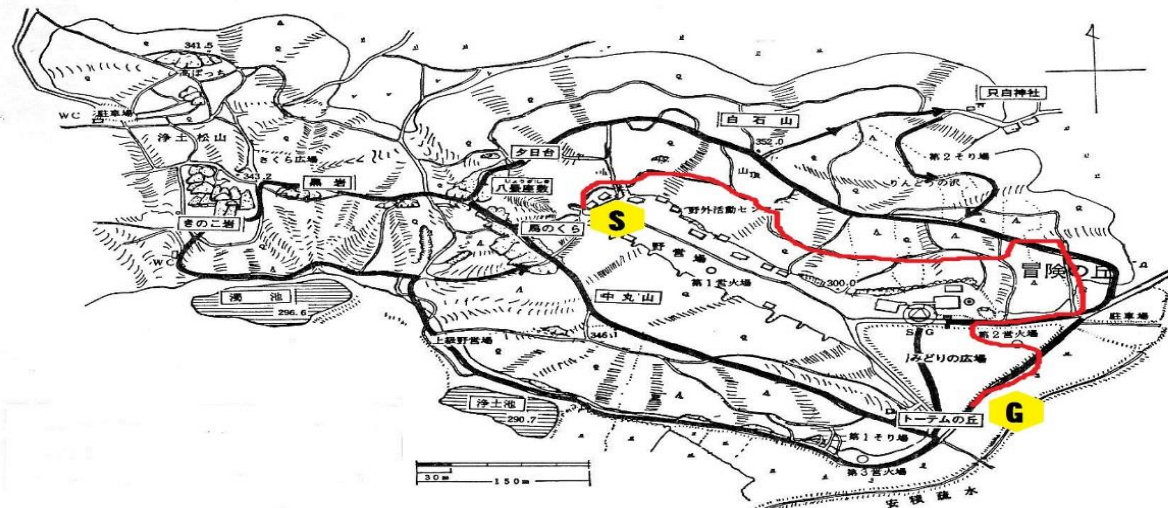 341.5
WC
駐車場
浄土松山
さくら広場
343.2
きのこ岩
WC
黒岩
夕日台
八畳座敷
馬のくら
濁池
296.6
上級野営場
浄土池
290.7
30m
150m
中丸山
346.1
S
野外活動セン
野営場
第1営火場
白石山
352.0
山頂
只白神社
第2そり場
りんどうの沢
冒険の丘
300.0
S
G
第2営火場
みどりの広場
駐車場
トーテムの丘
G
第1そり場
第3営火場
安積疏水